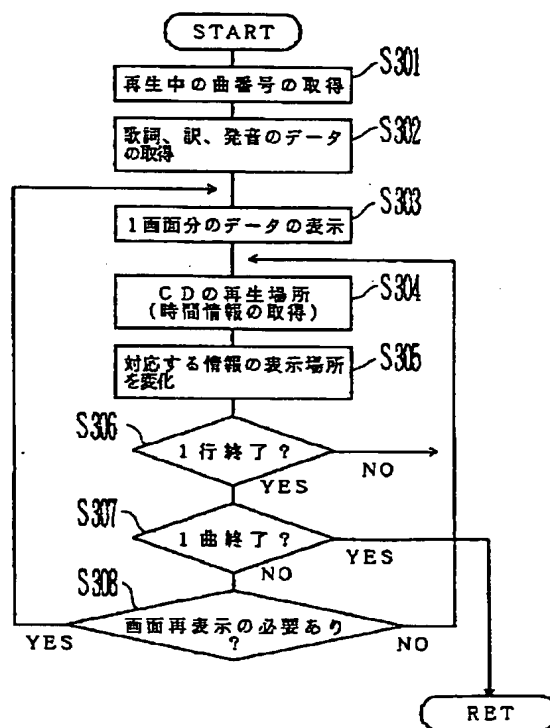 START
S301
再生中の曲番号の取得
S302
歌詞、訳、発音のデータ
の取得
S303
1画面分のデータの表示
S304
CDの再生場所
(時間情報の取得)
S305
対応する情報の表示場所
を変化
S306
1行終了?
NO
YES
S307
1曲終了?
YES
NO
S308
画面再表示の必要あり
?
YES
NO
RET